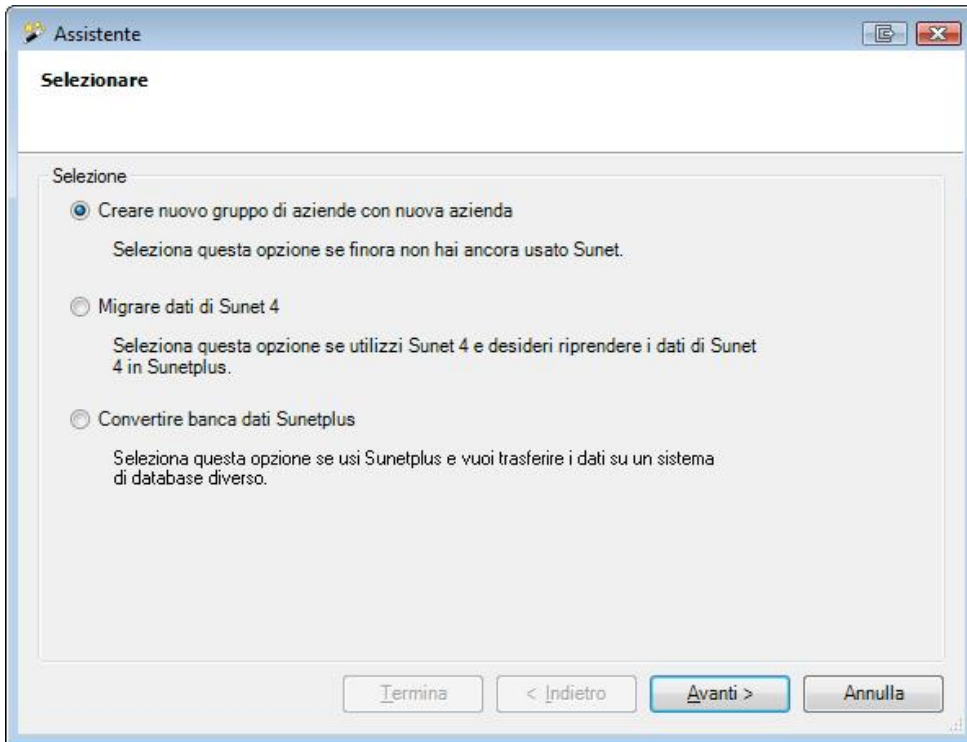 Assistente
Selezionare
Selezione
Creare nuovo gruppo di aziende con nuova azienda
Seleziona questa opzione se finora non hai ancora usato Sunet.
Migrare dati di Sunet 4
Seleziona questa opzione se utilizzi Sunet 4 e desideri riprendere i dati di Sunet
4 in Sunetplus.
Convertire banca dati Sunetplus
Seleziona questa opzione se usi Sunetplus e vuoi trasferire i dati su un sistema
di database diverso.
Termina < Indietro Avanti > Annulla